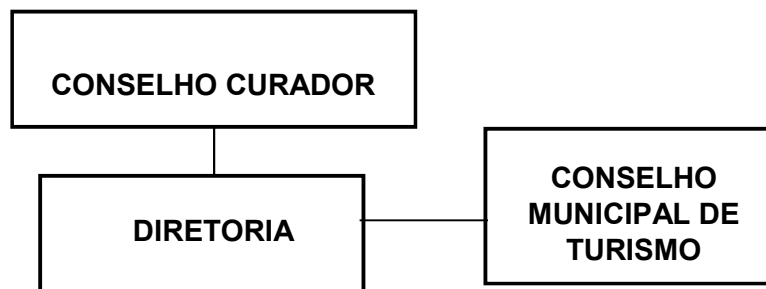 CONSELHO CURADOR
DIRETORIA
CONSELHO
MUNICIPAL DE
TURISMO